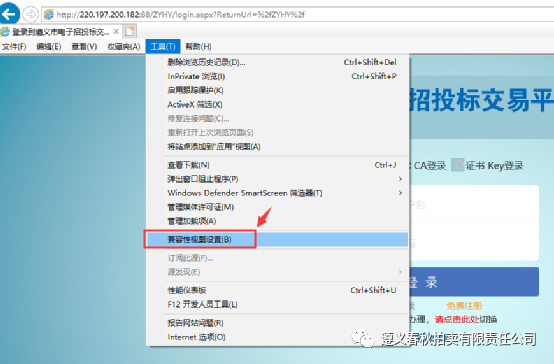 http://220.197.200.182:88/ZYHY/login.aspx?ReturnUrl=%2fZYHY%2f
登录到遵义市电子招投标交...
文件(F) 编辑(E) 查看(V) 收藏夹(A) 工具(T) 帮助(H)
删除浏览历史记录(D)... Ctrl+Shift+Del
InPrivate 浏览(I) Ctrl+Shift+P
启用跟踪保护(K)
ActiveX 筛选(X)
修复连接问题(C)...
重新打开上次浏览页面(S)
将站点添加到"应用"视图(A)
查看下载(N) Ctrl+J
弹出窗口阻止程序(P)
Windows Defender SmartScreen 筛选器(T)
管理媒体许可证(M)
管理加载项(A)
兼容性视图设置(B)
订阅此源(F)...
源发现(E)
性能仪表板 Ctrl+Shift+U
F12 开发人员工具(L)
报告网站问题(R)
Internet 选项(O)
招投标交易平
CA登录 证书 Key登录
户名
登 录
免费注册
办理，请点击此处切换
遵义春秋拍卖有限责任公司